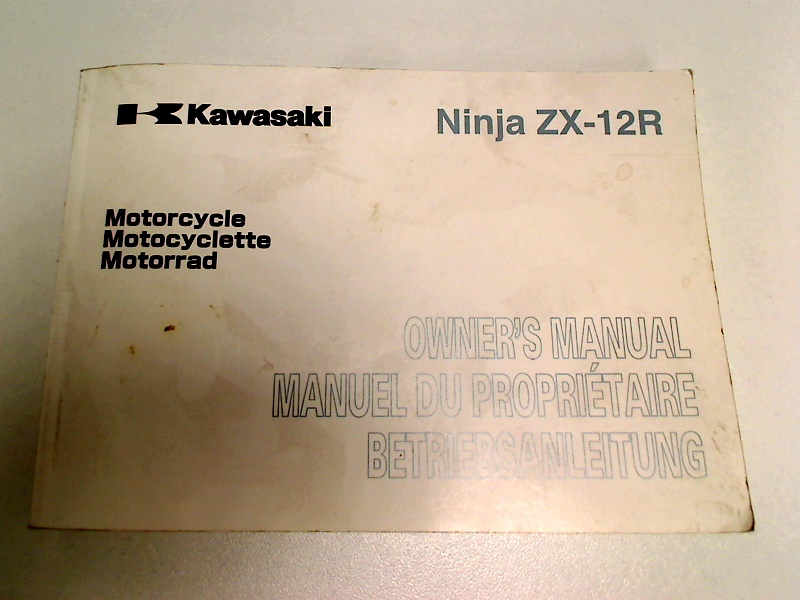 Kawasaki
Ninja ZX-12R
Motorcycle
Motocyclette
Motorrad
OWNER'S MANUAL
MANUEL DU PROPRIÉTAIRE
BETRIEBSANLEITUNG